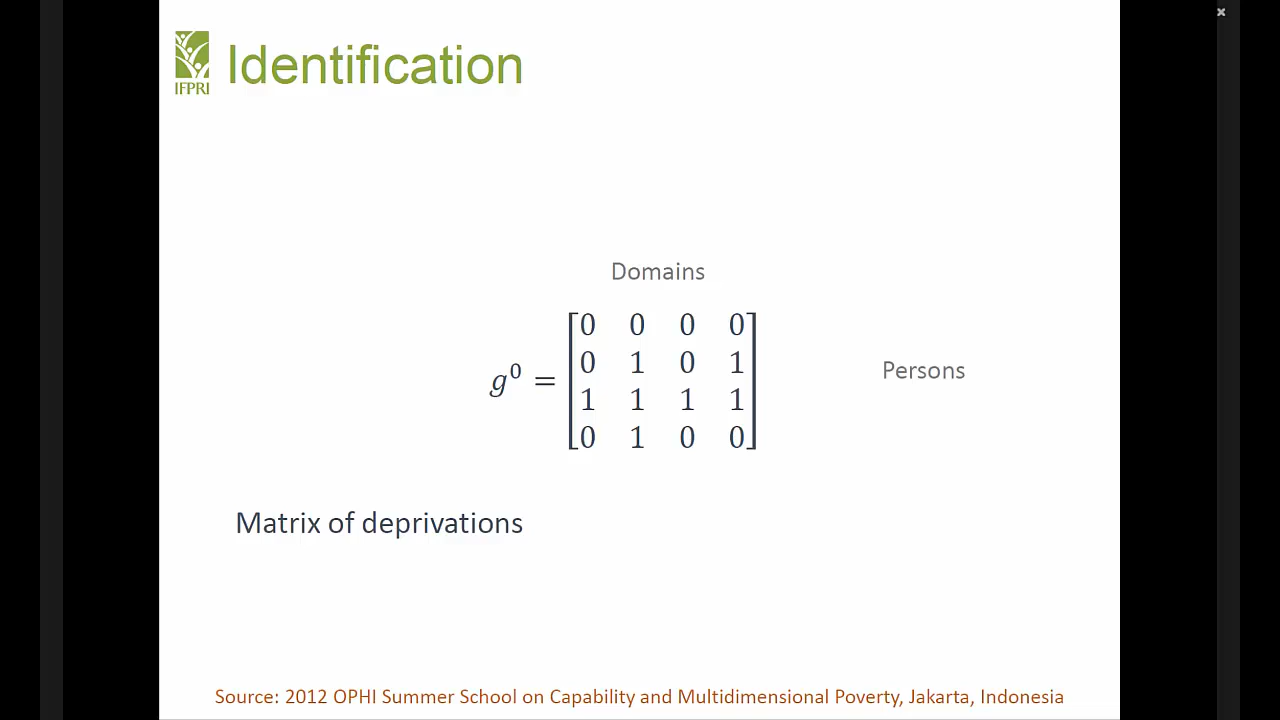 IFPRI
Identification
Domains
g⁰ =
0 0 0 0
0 1 0 1
1 1 1 1
0 1 0 0
Persons
Matrix of deprivations
Source: 2012 OPHI Summer School on Capability and Multidimensional Poverty, Jakarta, Indonesia